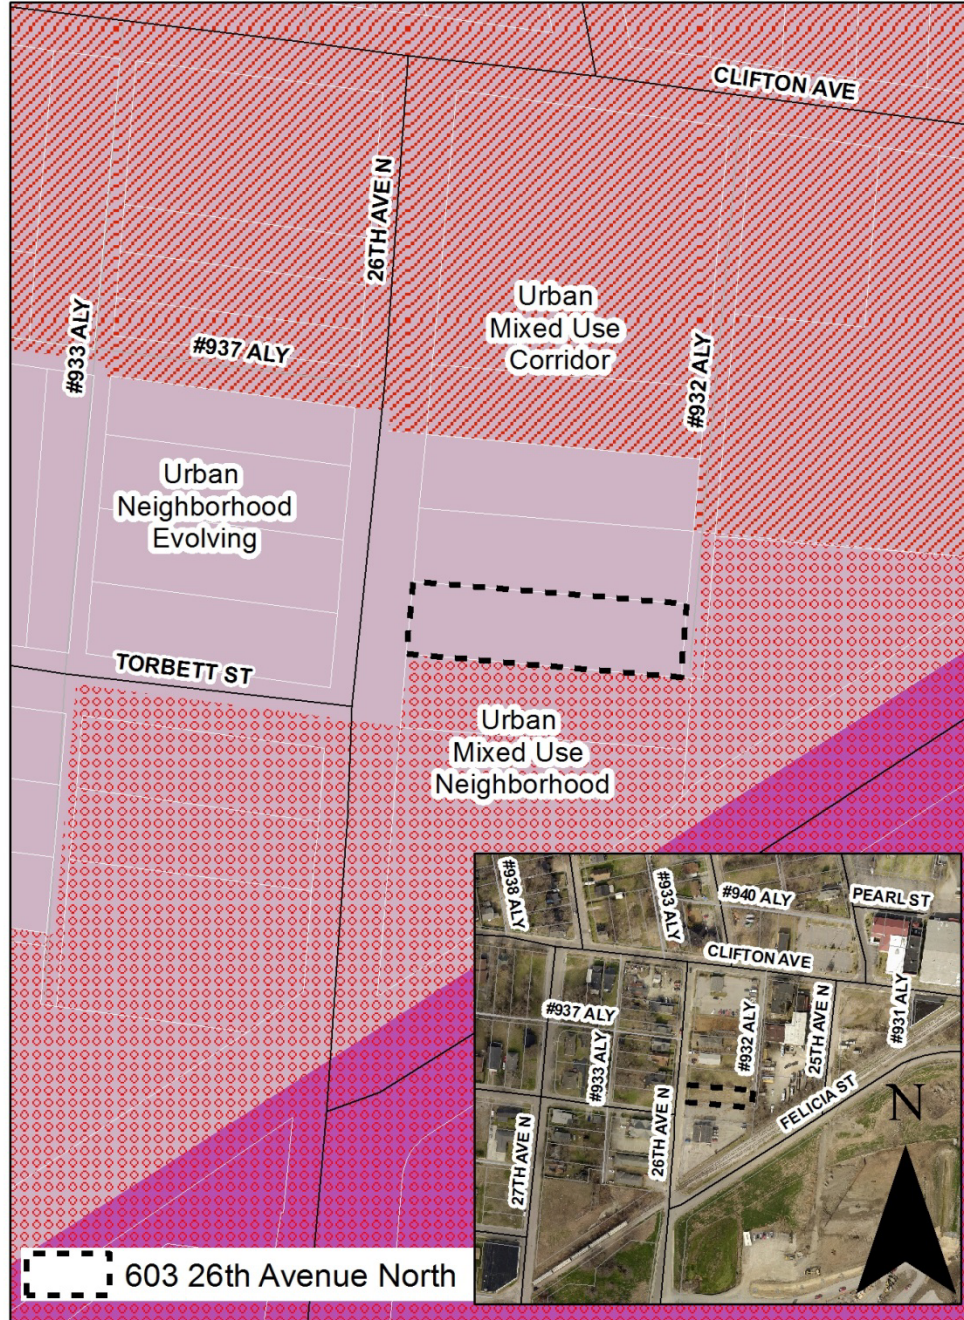 CLIFTON AVE
26TH AVE N
Urban
Mixed Use
Corridor
#933 ALY
#937 ALY
#932 ALY
Urban
Neighborhood
Evolving
TORBETT ST
Urban
Mixed Use
Neighborhood
#938 ALY
#933 ALY
#940 ALY
PEARL ST
CLIFTON AVE
#937 ALY
#933 ALY
#932 ALY
25TH AVE N
#931 ALY
FELICIA ST
N
27TH AVE N
26TH AVE N
603 26th Avenue North